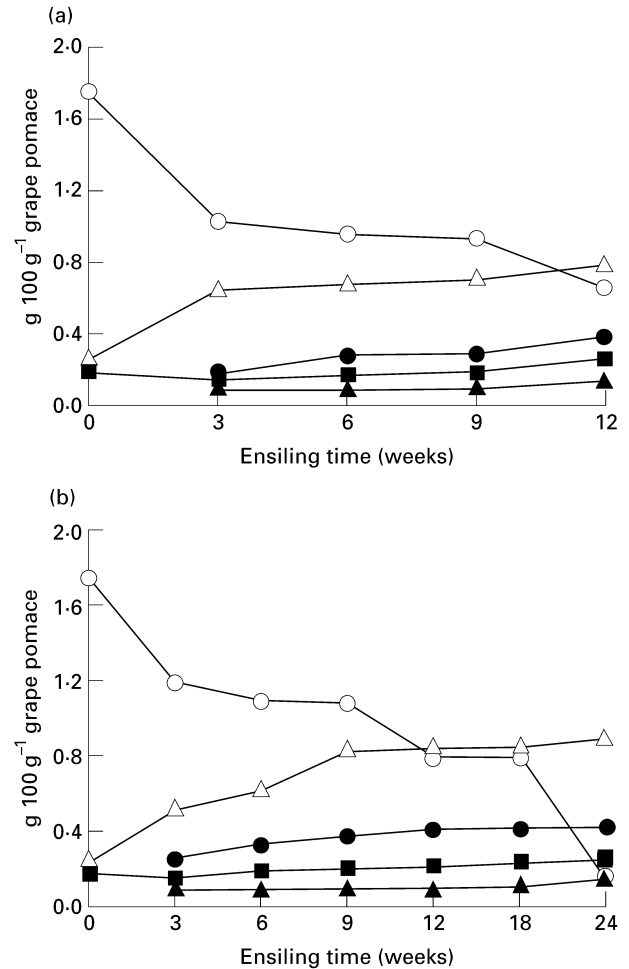 (a)
2·0
1·6
1·2
0·8
0·4
0·0
g 100 g⁻¹ grape pomace
0 3 6 9 12
Ensiling time (weeks)
(b)
2·0
1·6
1·2
0·8
0·4
0·0
g 100 g⁻¹ grape pomace
0 3 6 9 12 18 24
Ensiling time (weeks)